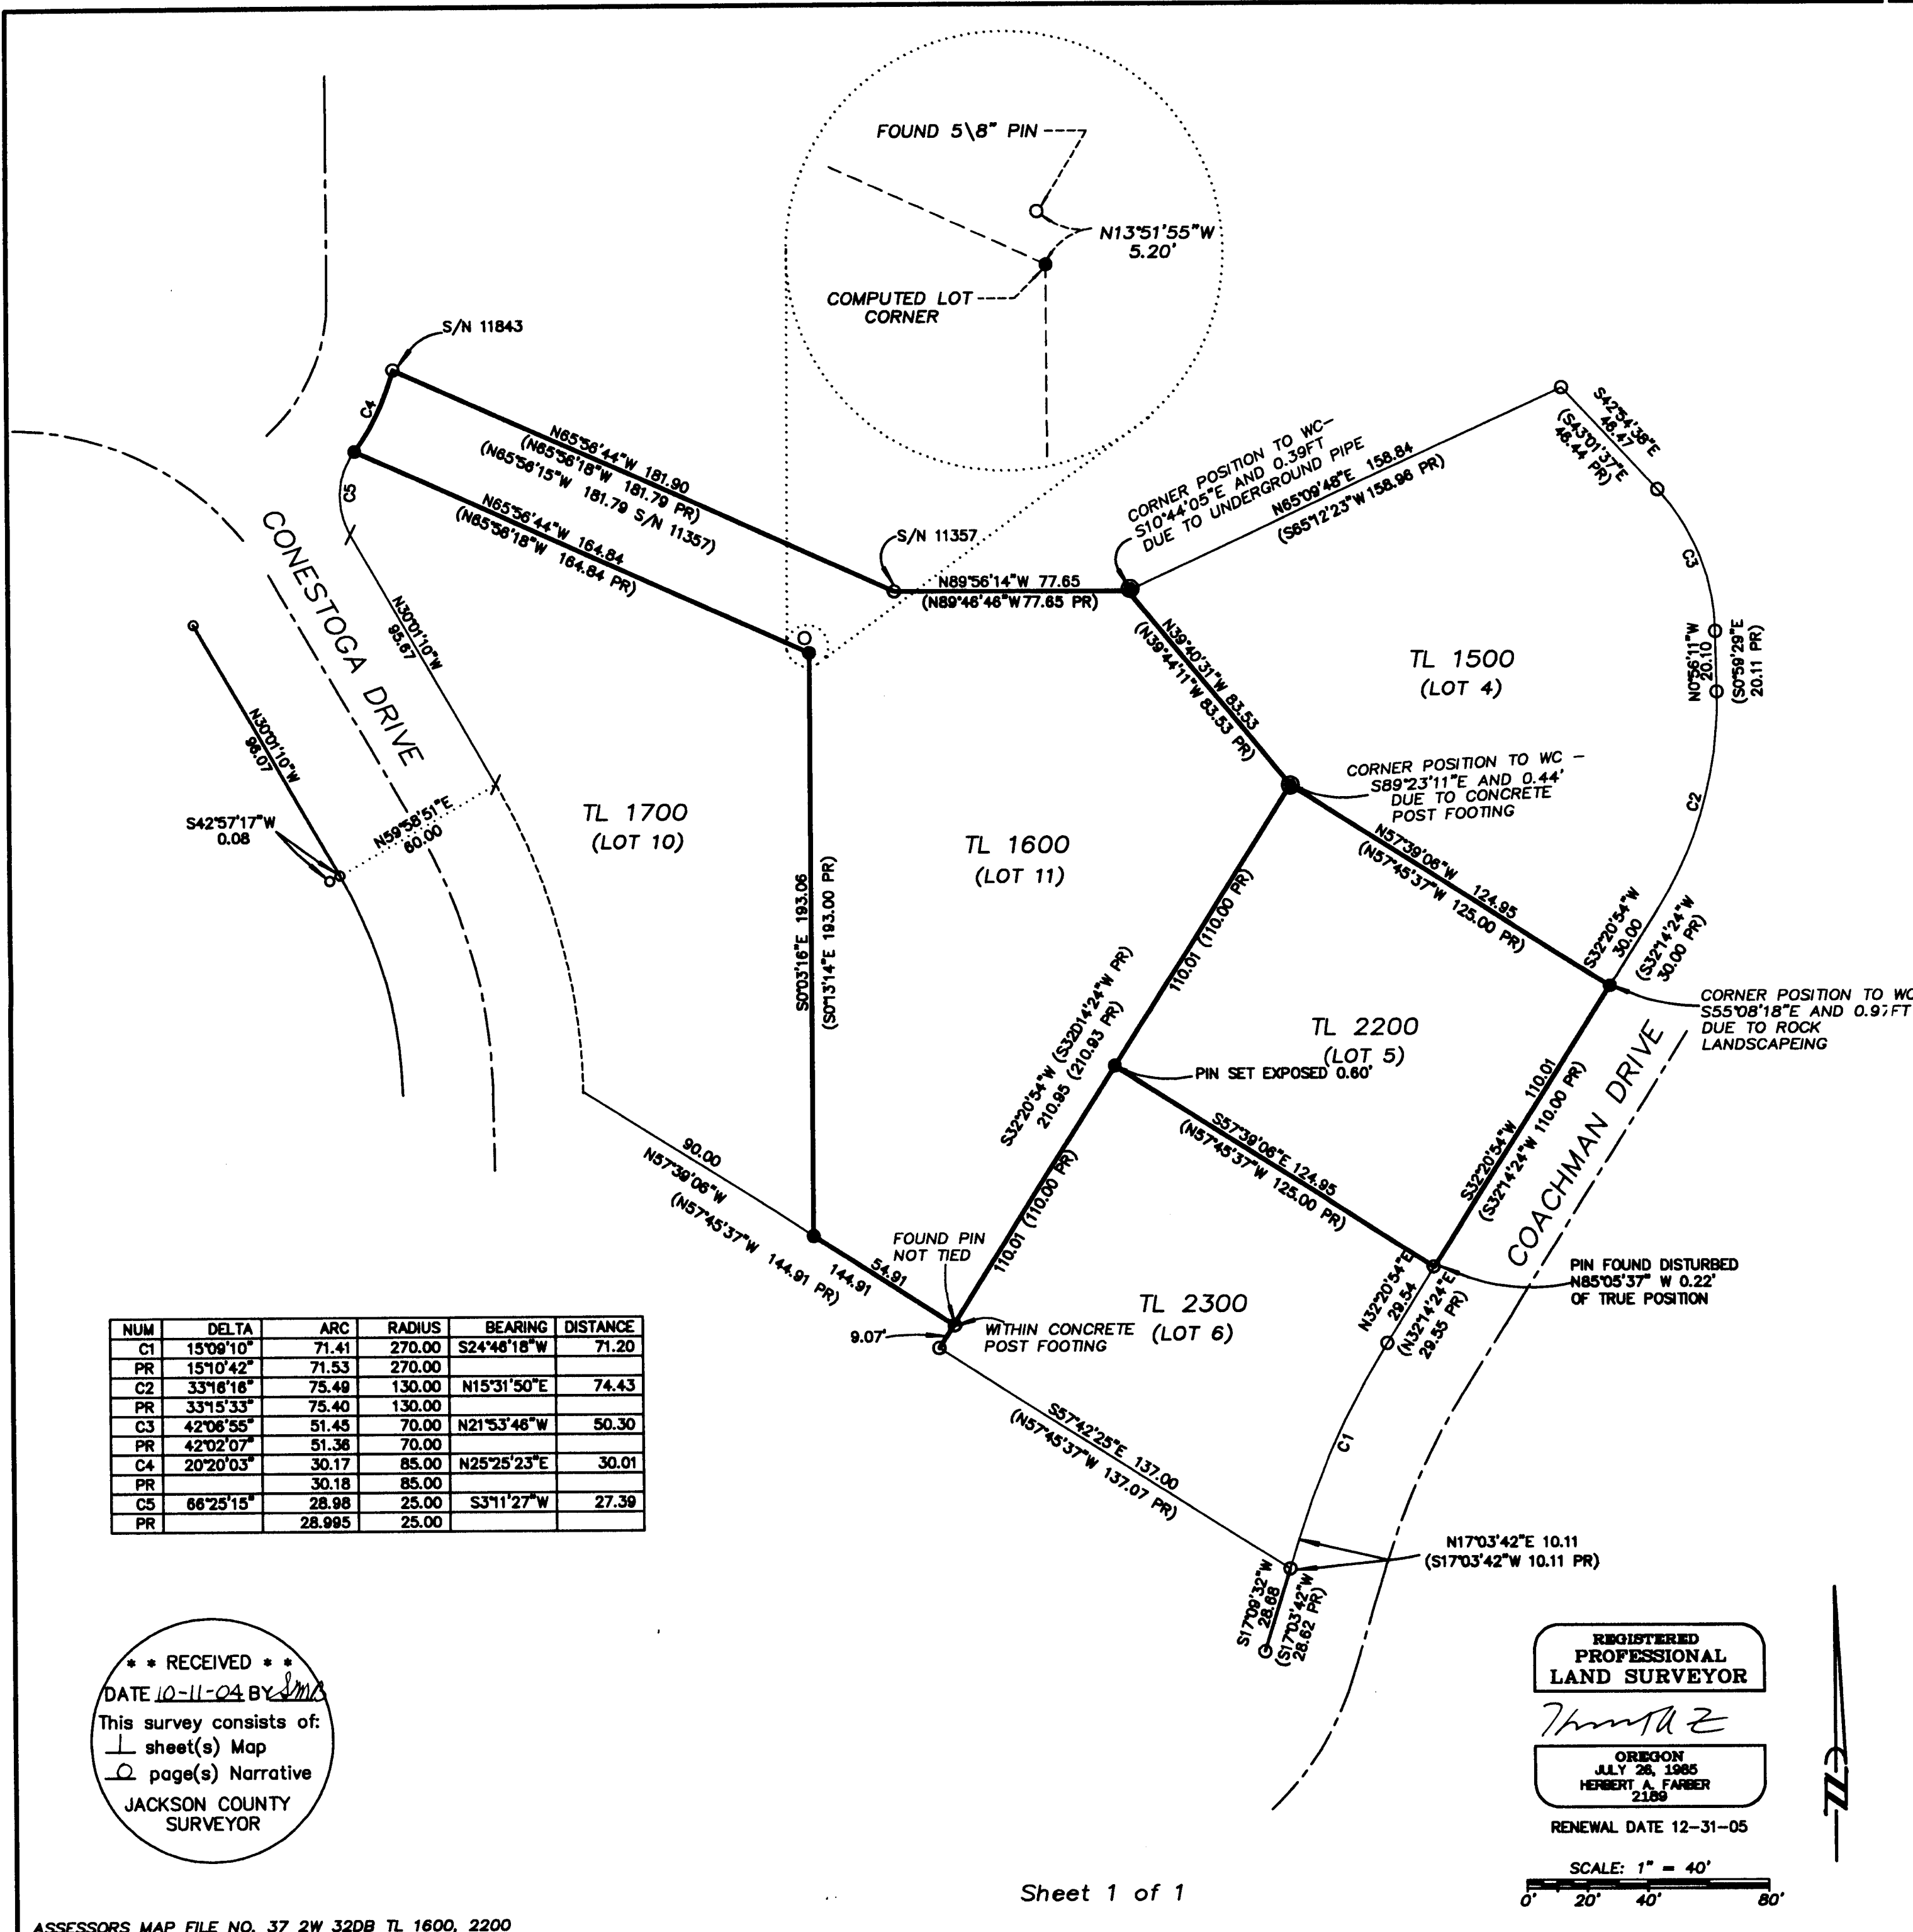 FOUND 5\8" PIN
N13°51'55"W
5.20'
COMPUTED LOT
CORNER
S/N 11843
C4
C5
N65°56'44"W 181.90
(N65°56'18"W 181.79 PR)
(N65°56'15"W 181.79 S/N 11357)
N65°56'44"W 164.84
(N65°56'18"W 164.84 PR)
S/N 11357
N89°56'14"W 77.65
(N89°46'46"W 77.65 PR)
CORNER POSITION TO WC-
S10°44'05"E AND 0.39FT
DUE TO UNDERGROUND PIPE
N65°09'48"E 158.84
(S65°12'23"W 158.96 PR)
S42°54'38"E
46.47
(S43°01'37"E
46.44 PR)
C3
N0°56'11"W
20.10
(S0°59'29"E
20.11 PR)
C2
CONESTOGA DRIVE
N30°01'10"W
95.67
N30°01'10"W
96.07
S42°57'17"W
0.08
N59°58'51"E
60.00
N39°40'31"W 83.53
(N39°44'11"W 83.53 PR)
TL 1500
(LOT 4)
CORNER POSITION TO WC -
S89°23'11"E AND 0.44'
DUE TO CONCRETE
POST FOOTING
TL 1700
(LOT 10)
TL 1600
(LOT 11)
S0°03'16"E 193.06
(S0°13'14"E 193.00 PR)
N57°39'06"W 124.95
(N57°45'37"W 125.00 PR)
110.01 (110.00 PR)
S32°20'54"W
30.00
(S32°14'24"W
30.00 PR)
CORNER POSITION TO WC
S55°08'18"E AND 0.97FT
DUE TO ROCK
LANDSCAPEING
TL 2200
(LOT 5)
PIN SET EXPOSED 0.60'
S32°20'54"W (S32D14'24"W PR)
210.95 (210.93 PR)
S57°39'06"E 124.95
(N57°45'37"W 125.00 PR)
S32°20'54"W 110.01
(S32°14'24"W 110.00 PR)
COACHMAN DRIVE
90.00
N57°39'06"W 144.91
(N57°45'37"W 144.91 PR)
54.91
FOUND PIN
NOT TIED
110.01 (110.00 PR)
9.07'
WITHIN CONCRETE
POST FOOTING
TL 2300
(LOT 6)
N32°20'54"E
29.54
(N32°14'24"E
29.55 PR)
PIN FOUND DISTURBED
N85°05'37" W 0.22'
OF TRUE POSITION
C1
S57°42'25"E 137.00
(N57°45'37"W 137.07 PR)
N17°03'42"E 10.11
(S17°03'42"W 10.11 PR)
S17°09'32"W
28.68
(S17°03'42"W
28.62 PR)
NUM DELTA ARC RADIUS BEARING DISTANCE
C1 15°09'10" 71.41 270.00 S24°46'18"W 71.20
PR 15°10'42" 71.53 270.00
C2 33°16'16" 75.49 130.00 N15°31'50"E 74.43
PR 33°15'33" 75.40 130.00
C3 42°06'55" 51.45 70.00 N21°53'46"W 50.30
PR 42°02'07" 51.36 70.00
C4 20°20'03" 30.17 85.00 N25°25'23"E 30.01
PR 30.18 85.00
C5 66°25'15" 28.98 25.00 S3°11'27"W 27.39
PR 28.995 25.00
* * RECEIVED * *
DATE 10-11-04 BY SMB
This survey consists of:
1 sheet(s) Map
0 page(s) Narrative
JACKSON COUNTY
SURVEYOR
REGISTERED
PROFESSIONAL
LAND SURVEYOR
OREGON
JULY 26, 1985
HERBERT A. FARBER
2189
RENEWAL DATE 12-31-05
SCALE: 1" = 40'
0' 20' 40' 80'
Sheet 1 of 1
ASSESSORS MAP FILE NO. 37 2W 32DB TL 1600, 2200